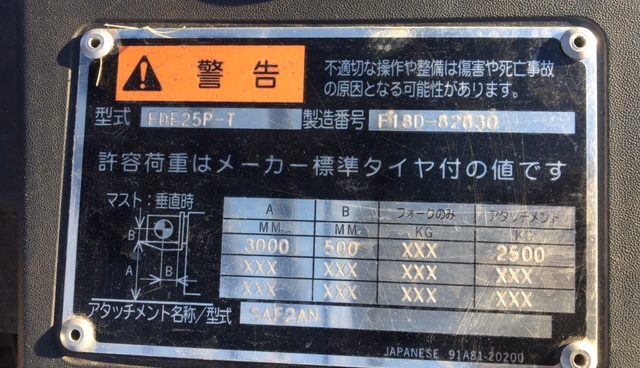 警告
不適切な操作や整備は傷害や死亡事故
の原因となる可能性があります。
型式 EDE25P-T 製造番号 F18D-82830
許容荷重はメーカー標準タイヤ付の値です
マスト:垂直時
A B フォークのみ アタッチメント
MM MM KG KG
3000 500 XXX 2500
XXX XXX XXX XXX
XXX XXX XXX XXX
B
A B
アタッチメント名称/型式 SAF2AN
JAPANESE 91A81-20200